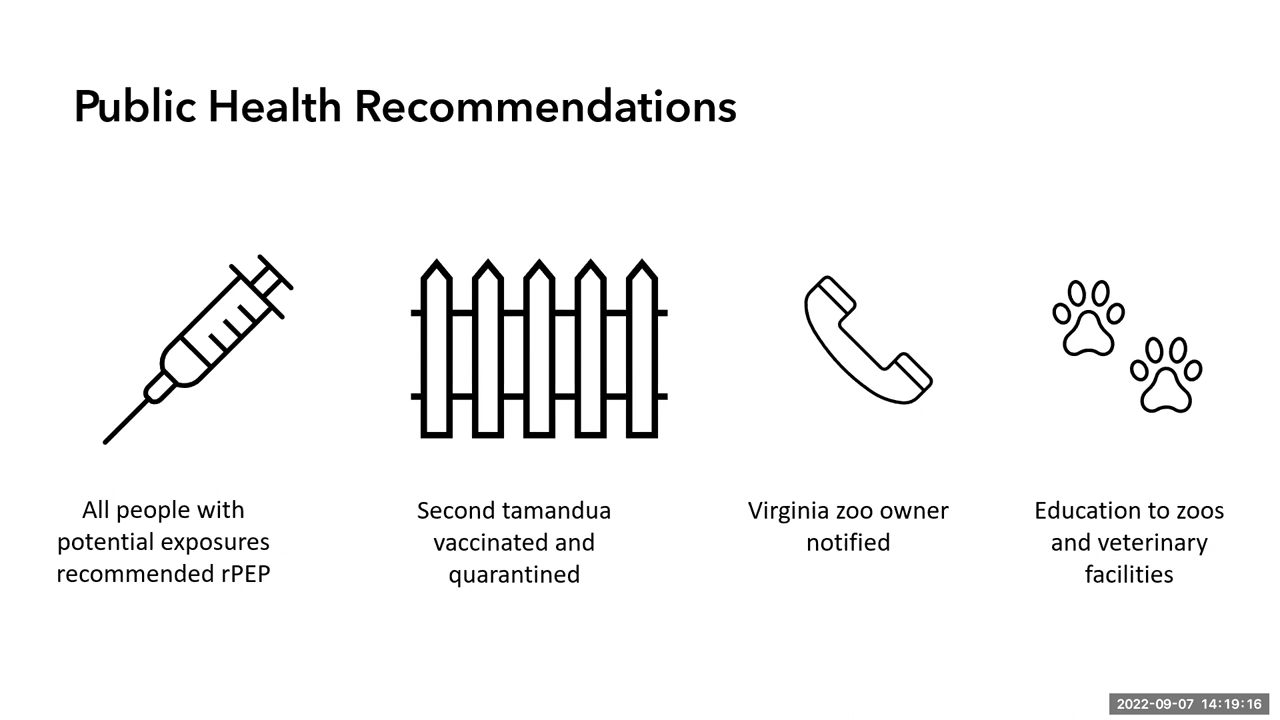 Public Health Recommendations
All people with
potential exposures
recommended rPEP
Second tamandua
vaccinated and
quarantined
Virginia zoo owner
notified
Education to zoos
and veterinary
facilities
2022-09-07 14:19:16